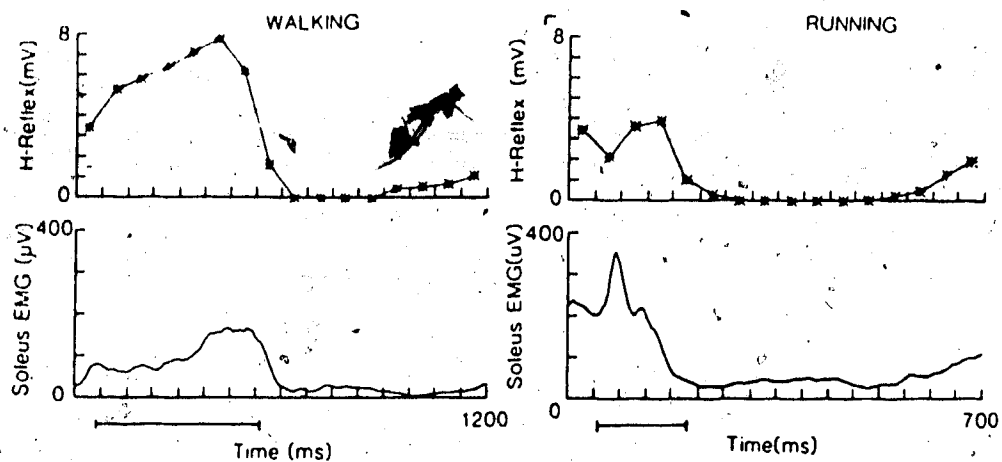 WALKING
8
H-Reflex(mV)
0
400
Soleus EMG (µV)
0
1200
Time (ms)
RUNNING
8
H-Reflex (mV)
0
400
Soleus EMG(uV)
0
700
Time(ms)